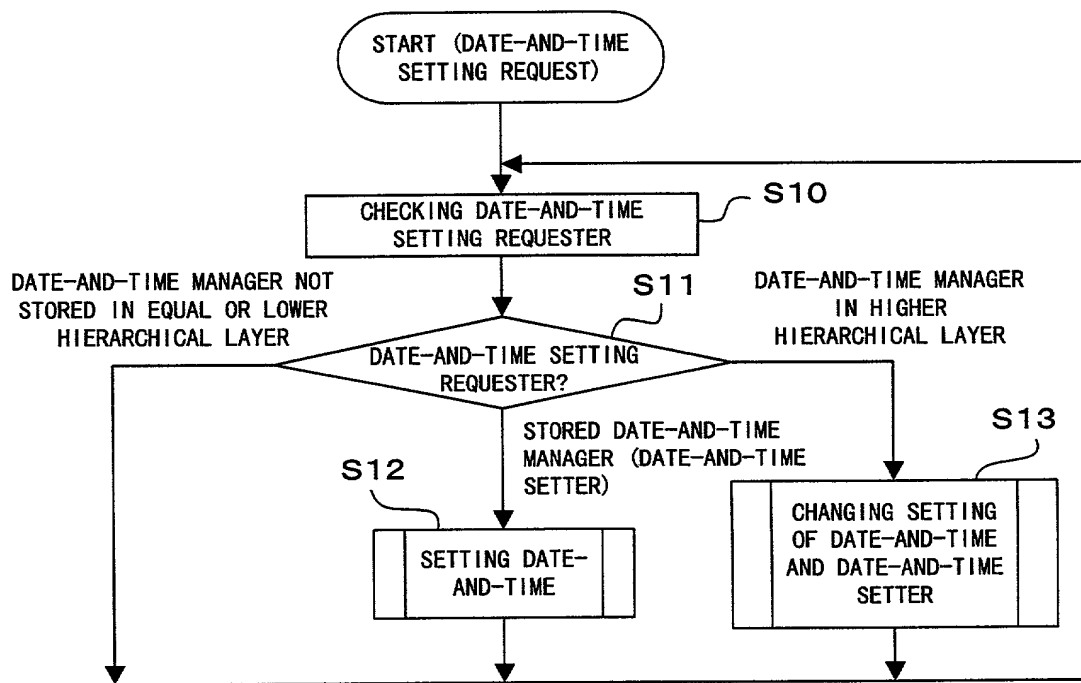 START (DATE-AND-TIME
SETTING REQUEST)
CHECKING DATE-AND-TIME
SETTING REQUESTER
S10
DATE-AND-TIME MANAGER NOT
STORED IN EQUAL OR LOWER
HIERARCHICAL LAYER
S11
DATE-AND-TIME MANAGER
IN HIGHER
HIERARCHICAL LAYER
DATE-AND-TIME SETTING
REQUESTER?
STORED DATE-AND-TIME
MANAGER (DATE-AND-TIME
SETTER)
S12
SETTING DATE-
AND-TIME
S13
CHANGING SETTING
OF DATE-AND-TIME
AND DATE-AND-TIME
SETTER